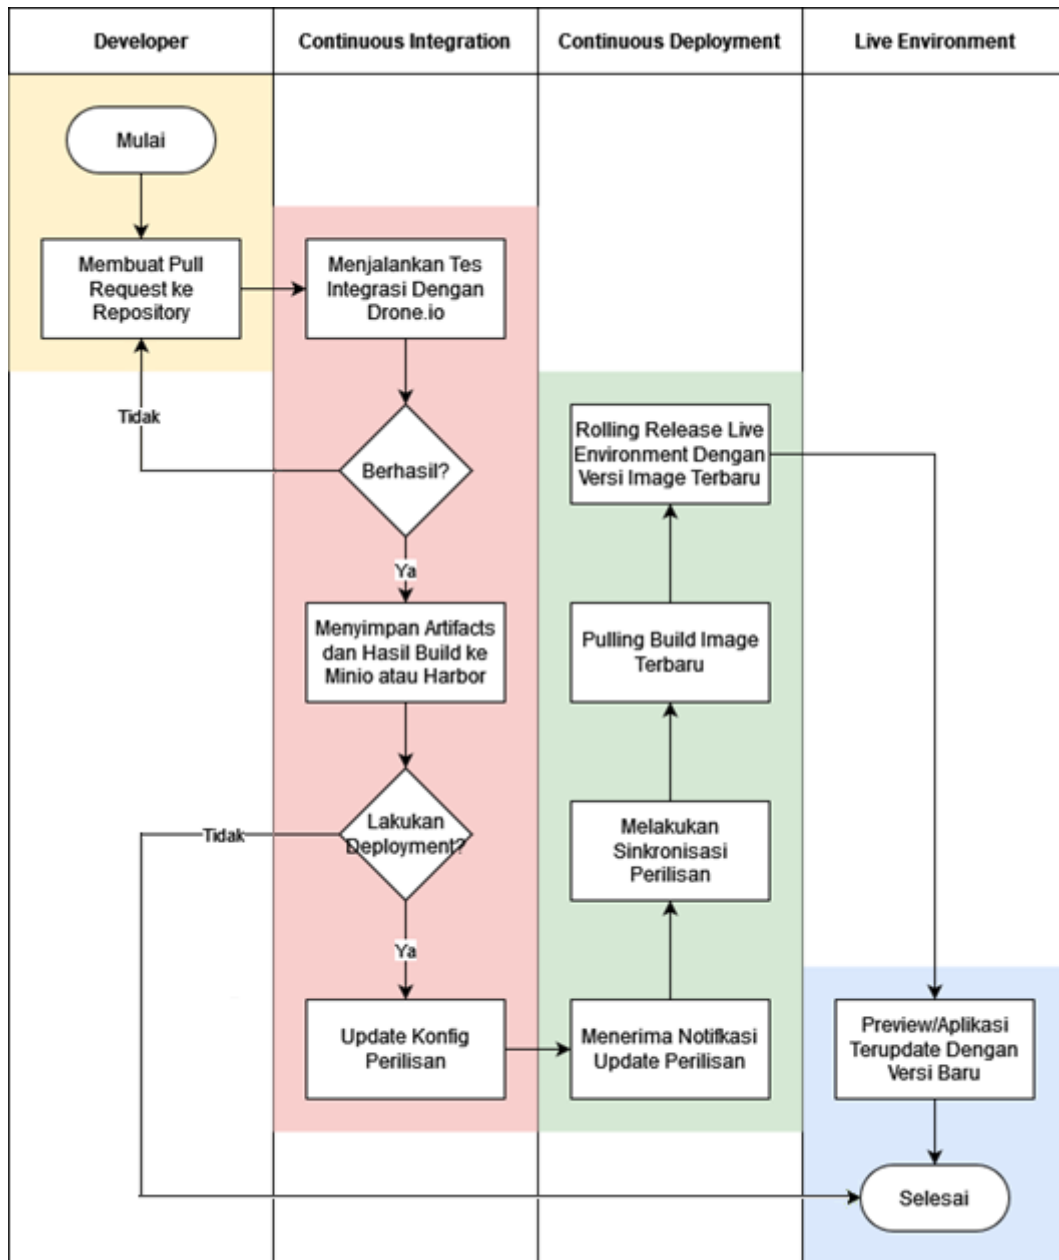 Developer
Continuous Integration
Continuous Deployment
Live Environment
Mulai
Membuat Pull
Request ke
Repository
Menjalankan Tes
Integrasi Dengan
Drone.io
Tidak
Berhasil?
Ya
Menyimpan Artifacts
dan Hasil Build ke
Minio atau Harbor
Tidak
Lakukan
Deployment?
Ya
Update Konfig
Perilisan
Menerima Notifkasi
Update Perilisan
Melakukan
Sinkronisasi
Perilisan
Pulling Build Image
Terbaru
Rolling Release Live
Environment Dengan
Versi Image Terbaru
Preview/Aplikasi
Terupdate Dengan
Versi Baru
Selesai